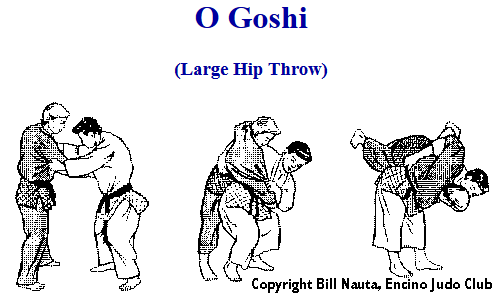 O Goshi
(Large Hip Throw)
Copyright Bill Nauta, Encino Judo Club